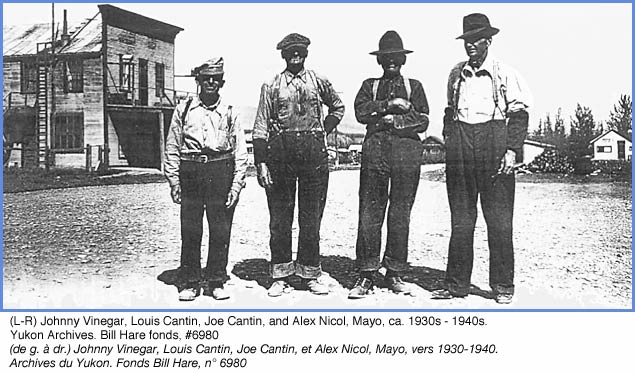 (L-R) Johnny Vinegar, Louis Cantin, Joe Cantin, and Alex Nicol, Mayo, ca. 1930s - 1940s.
Yukon Archives. Bill Hare fonds, #6980
(de g. à dr.) Johnny Vinegar, Louis Cantin, Joe Cantin, et Alex Nicol, Mayo, vers 1930-1940.
Archives du Yukon. Fonds Bill Hare, n° 6980